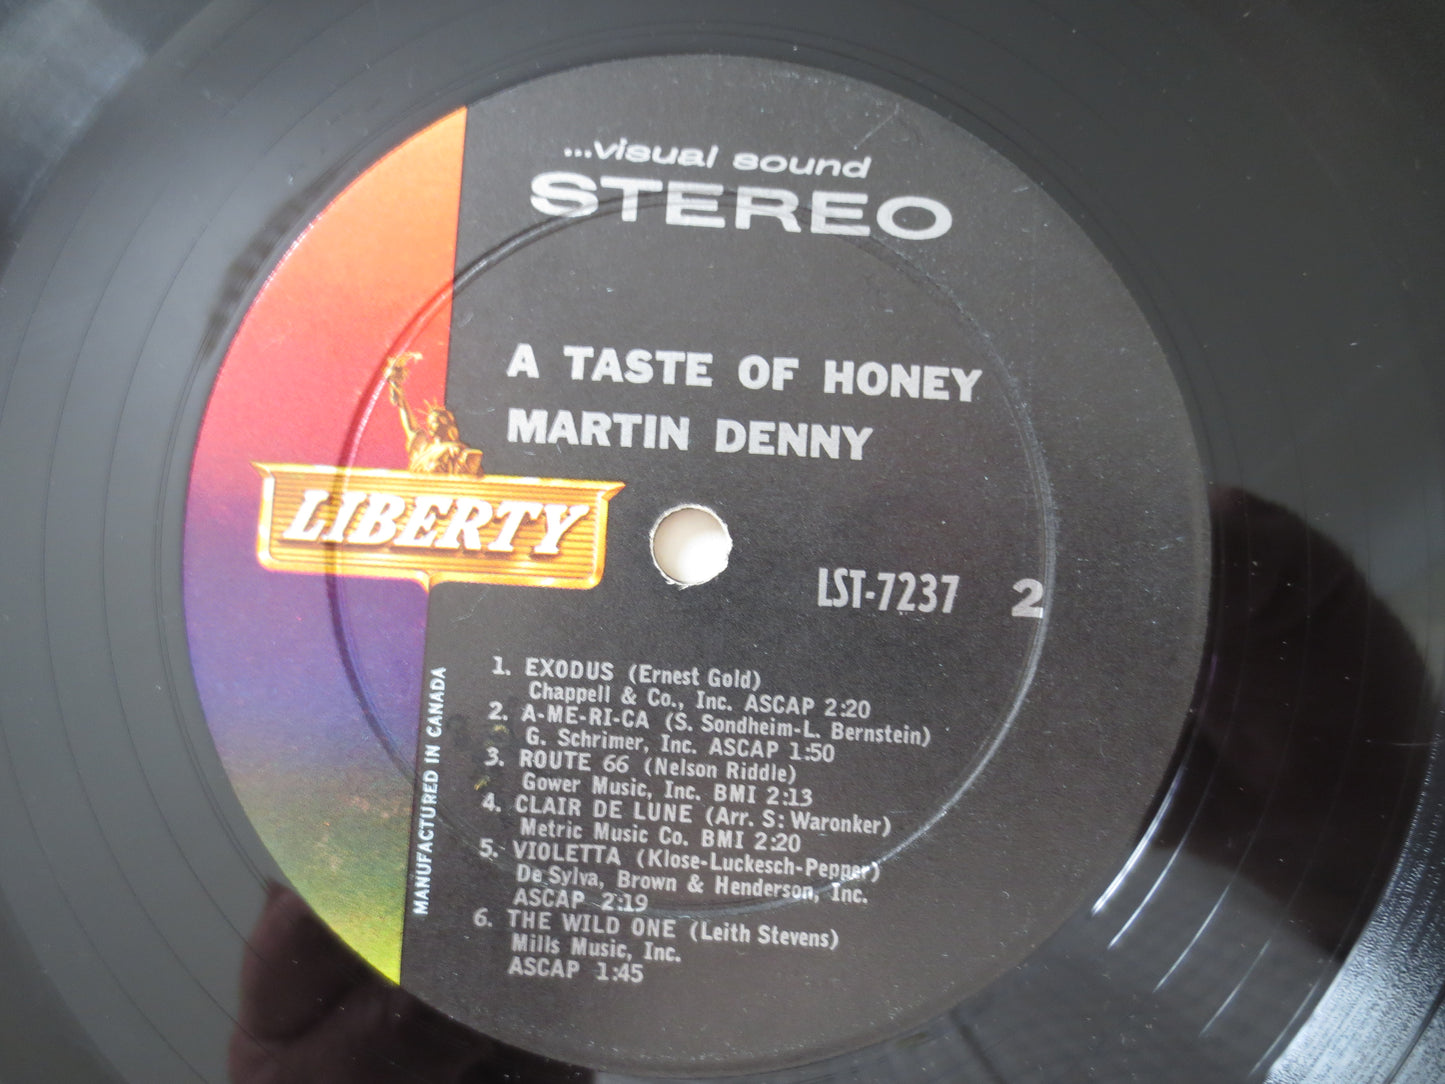 ...visual sound
STEREO
A TASTE OF HONEY
MARTIN DENNY
LIBERTY
LST-7237 2
1. EXODUS (Ernest Gold)
Chappell & Co., Inc. ASCAP 2:20
2. A-ME-RI-CA (S. Sondheim-L. Bernstein)
G. Schrimer, Inc. ASCAP 1:50
3. ROUTE 66 (Nelson Riddle)
Gower Music, Inc. BMI 2:13
4. CLAIR DE LUNE (Arr. S: Waronker)
Metric Music Co. BMI 2:20
5. VIOLETTA (Klose-Luckesch-Pepper)
De Sylva, Brown & Henderson, Inc.
ASCAP 2:19
6. THE WILD ONE (Leith Stevens)
Mills Music, Inc.
ASCAP 1:45
MANUFACTURED IN CANADA